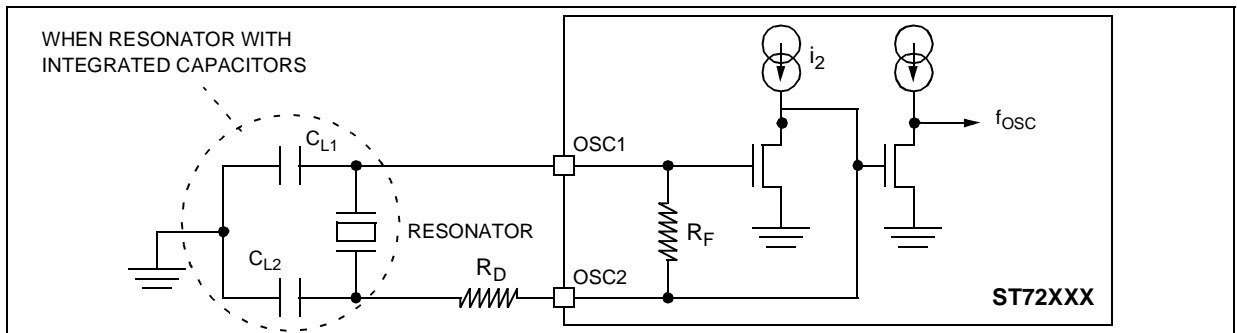 WHEN RESONATOR WITH
INTEGRATED CAPACITORS
i2
fOSC
CL1
OSC1
RESONATOR
RF
CL2
RD
OSC2
ST72XXX